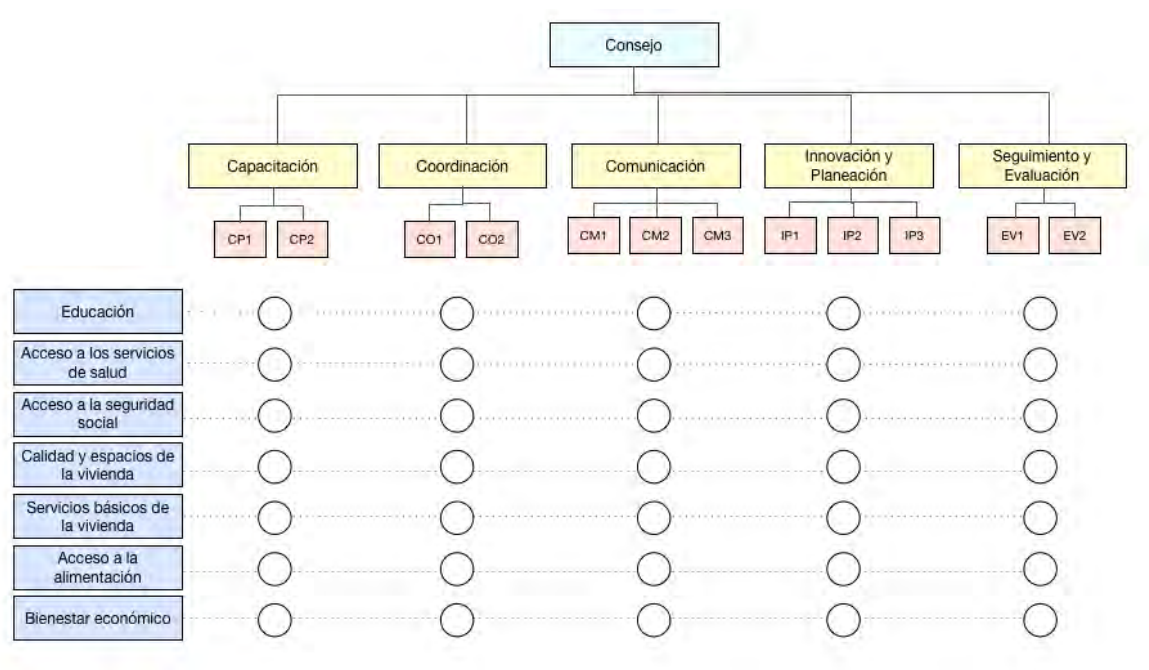 Consejo
Capacitación
Coordinación
Comunicación
Innovación y
Planeación
Seguimiento y
Evaluación
CP1
CP2
CO1
CO2
CM1
CM2
CM3
IP1
IP2
IP3
EV1
EV2
Educación
Acceso a los servicios
de salud
Acceso a la seguridad
social
Calidad y espacios de
la vivienda
Servicios básicos de
la vivienda
Acceso a la
alimentación
Bienestar económico